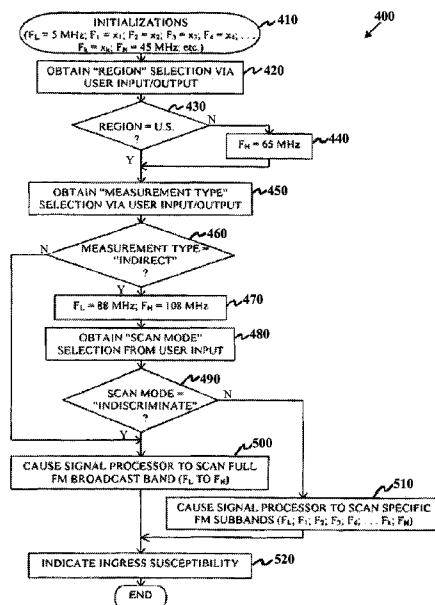 400
INITIALIZATIONS
410
(FL = 5 MHz; F1 = x1; F2 = x2; F3 = x3; F4 = x4; ...
Fk = xk; FH = 45 MHz; etc.)
OBTAIN "REGION" SELECTION VIA
USER INPUT/OUTPUT
420
430
REGION = U.S.
?
N
Y
FH = 65 MHz
440
OBTAIN "MEASUREMENT TYPE"
SELECTION VIA USER INPUT/OUTPUT
450
460
N
MEASUREMENT TYPE =
"INDIRECT"
?
Y
FL = 88 MHz; FH = 108 MHz
470
OBTAIN "SCAN MODE"
SELECTION FROM USER INPUT
480
490
SCAN MODE =
"INDISCRIMINATE"
?
N
Y
500
CAUSE SIGNAL PROCESSOR TO SCAN FULL
FM BROADCAST BAND (FL TO FH)
510
CAUSE SIGNAL PROCESSOR TO SCAN SPECIFIC
FM SUBBANDS (FL; F1; F2; F3; F4; ... Fk; FH)
INDICATE INGRESS SUSCEPTIBILITY
520
END